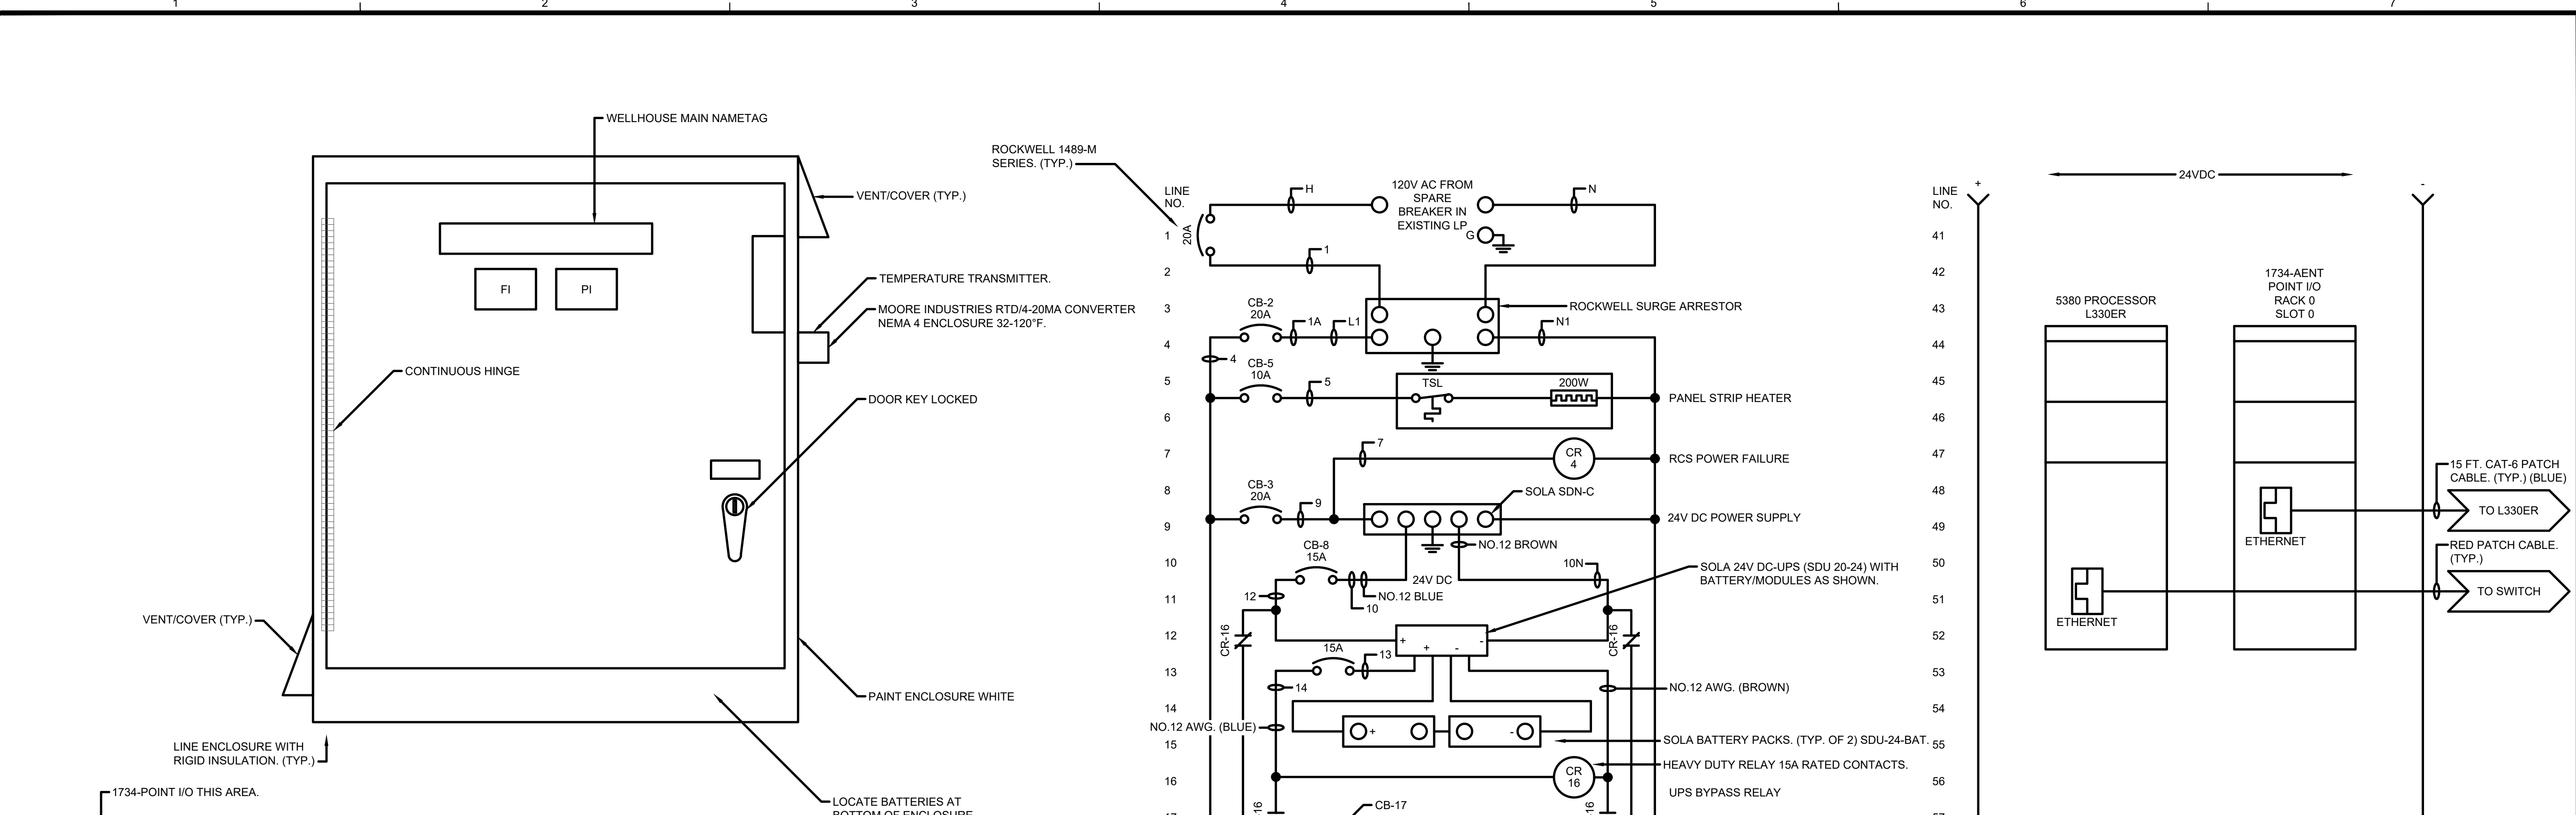 1
2
3
4
5
6
7
WELLHOUSE MAIN NAMETAG
VENT/COVER (TYP.)
FI
PI
TEMPERATURE TRANSMITTER.
MOORE INDUSTRIES RTD/4-20MA CONVERTER
NEMA 4 ENCLOSURE 32-120°F.
CONTINUOUS HINGE
DOOR KEY LOCKED
VENT/COVER (TYP.)
PAINT ENCLOSURE WHITE
LINE ENCLOSURE WITH
RIGID INSULATION. (TYP.)
1734-POINT I/O THIS AREA.
LOCATE BATTERIES AT
BOTTOM OF ENCLOSURE
ROCKWELL 1489-M
SERIES. (TYP.)
LINE
NO.
1
2
3
4
5
6
7
8
9
10
11
12
13
14
15
16
17
20A
H
120V AC FROM
SPARE
BREAKER IN
EXISTING LP
G
N
1
CB-2
20A
1A
L1
N1
ROCKWELL SURGE ARRESTOR
4
CB-5
10A
5
TSL
200W
PANEL STRIP HEATER
7
CR
4
RCS POWER FAILURE
CB-3
20A
9
SOLA SDN-C
24V DC POWER SUPPLY
NO.12 BROWN
CB-8
15A
24V DC
10N
SOLA 24V DC-UPS (SDU 20-24) WITH
BATTERY/MODULES AS SHOWN.
12
NO.12 BLUE
10
CR-16
+
-
+
-
CR-16
15A
13
14
NO.12 AWG. (BROWN)
NO.12 AWG. (BLUE)
+
-
SOLA BATTERY PACKS. (TYP. OF 2) SDU-24-BAT.
HEAVY DUTY RELAY 15A RATED CONTACTS.
CR
16
UPS BYPASS RELAY
CB-17
-16
-16
LINE
NO.
41
42
43
44
45
46
47
48
49
50
51
52
53
54
55
56
57
+
24VDC
-
5380 PROCESSOR
L330ER
1734-AENT
POINT I/O
RACK 0
SLOT 0
ETHERNET
ETHERNET
15 FT. CAT-6 PATCH
CABLE. (TYP.) (BLUE)
TO L330ER
RED PATCH CABLE.
(TYP.)
TO SWITCH